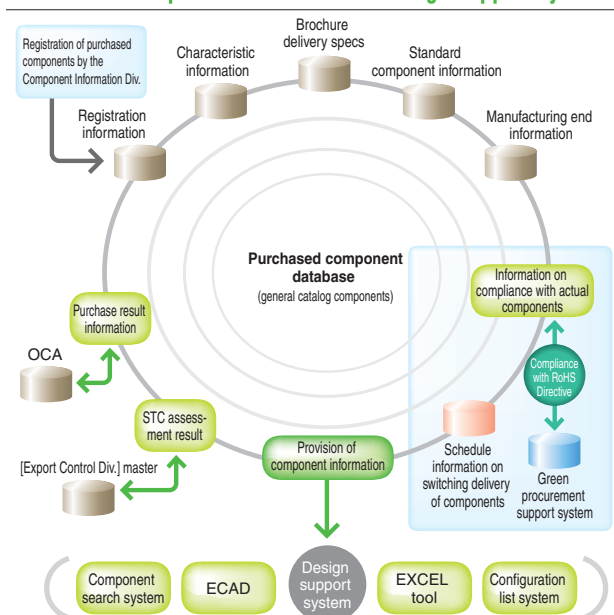 Brochure
delivery specs
Registration of purchased
components by the
Component Information Div.
Characteristic
information
Standard
component information
Registration
information
Manufacturing end
information
Purchased component
database
(general catalog components)
Information on
compliance with actual
components
Purchase result
information
OCA
Compliance
with RoHS
Directive
STC assess-
ment result
Provision of
component information
Schedule
information on
switching delivery
of components
Green
procurement
support system
[Export Control Div.] master
Component
search system
ECAD
Design
support
system
EXCEL
tool
Configuration
list system